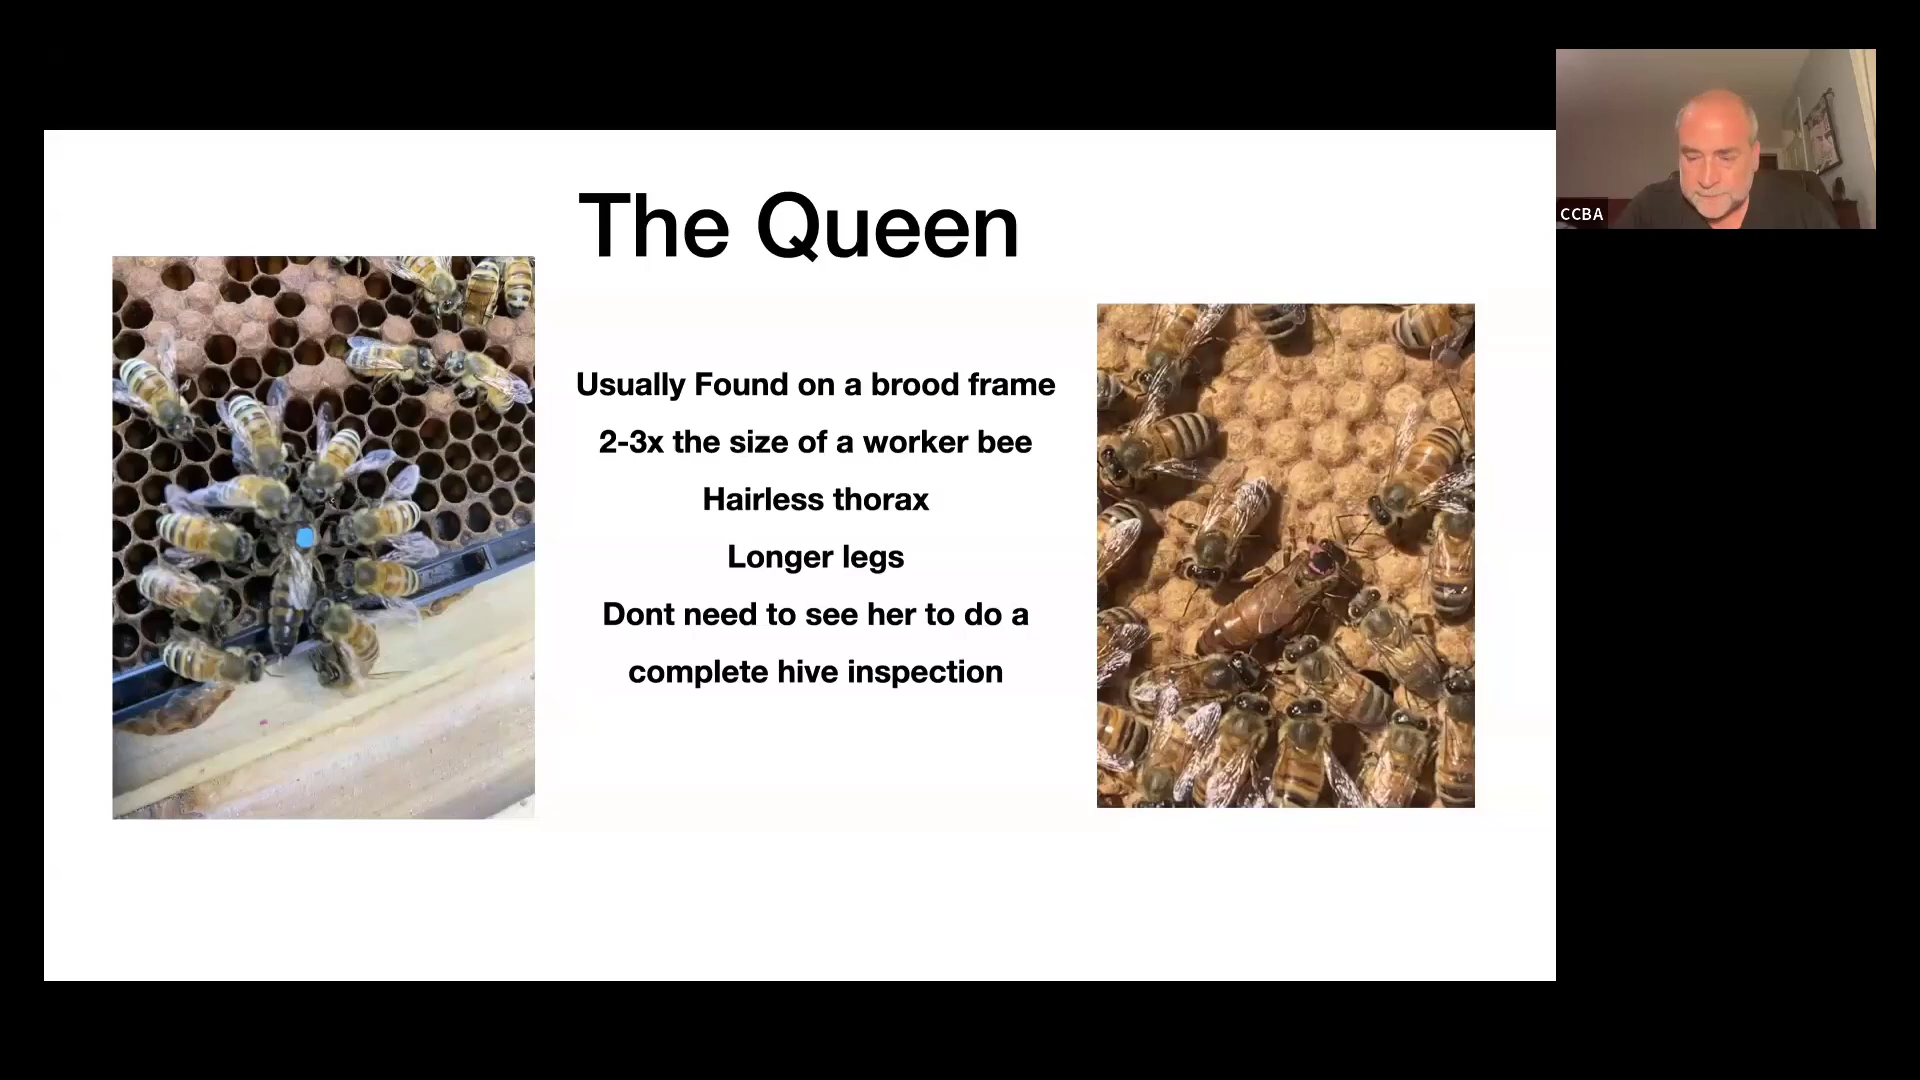 The Queen
Usually Found on a brood frame
2-3x the size of a worker bee
Hairless thorax
Longer legs
Dont need to see her to do a
complete hive inspection
CCBA